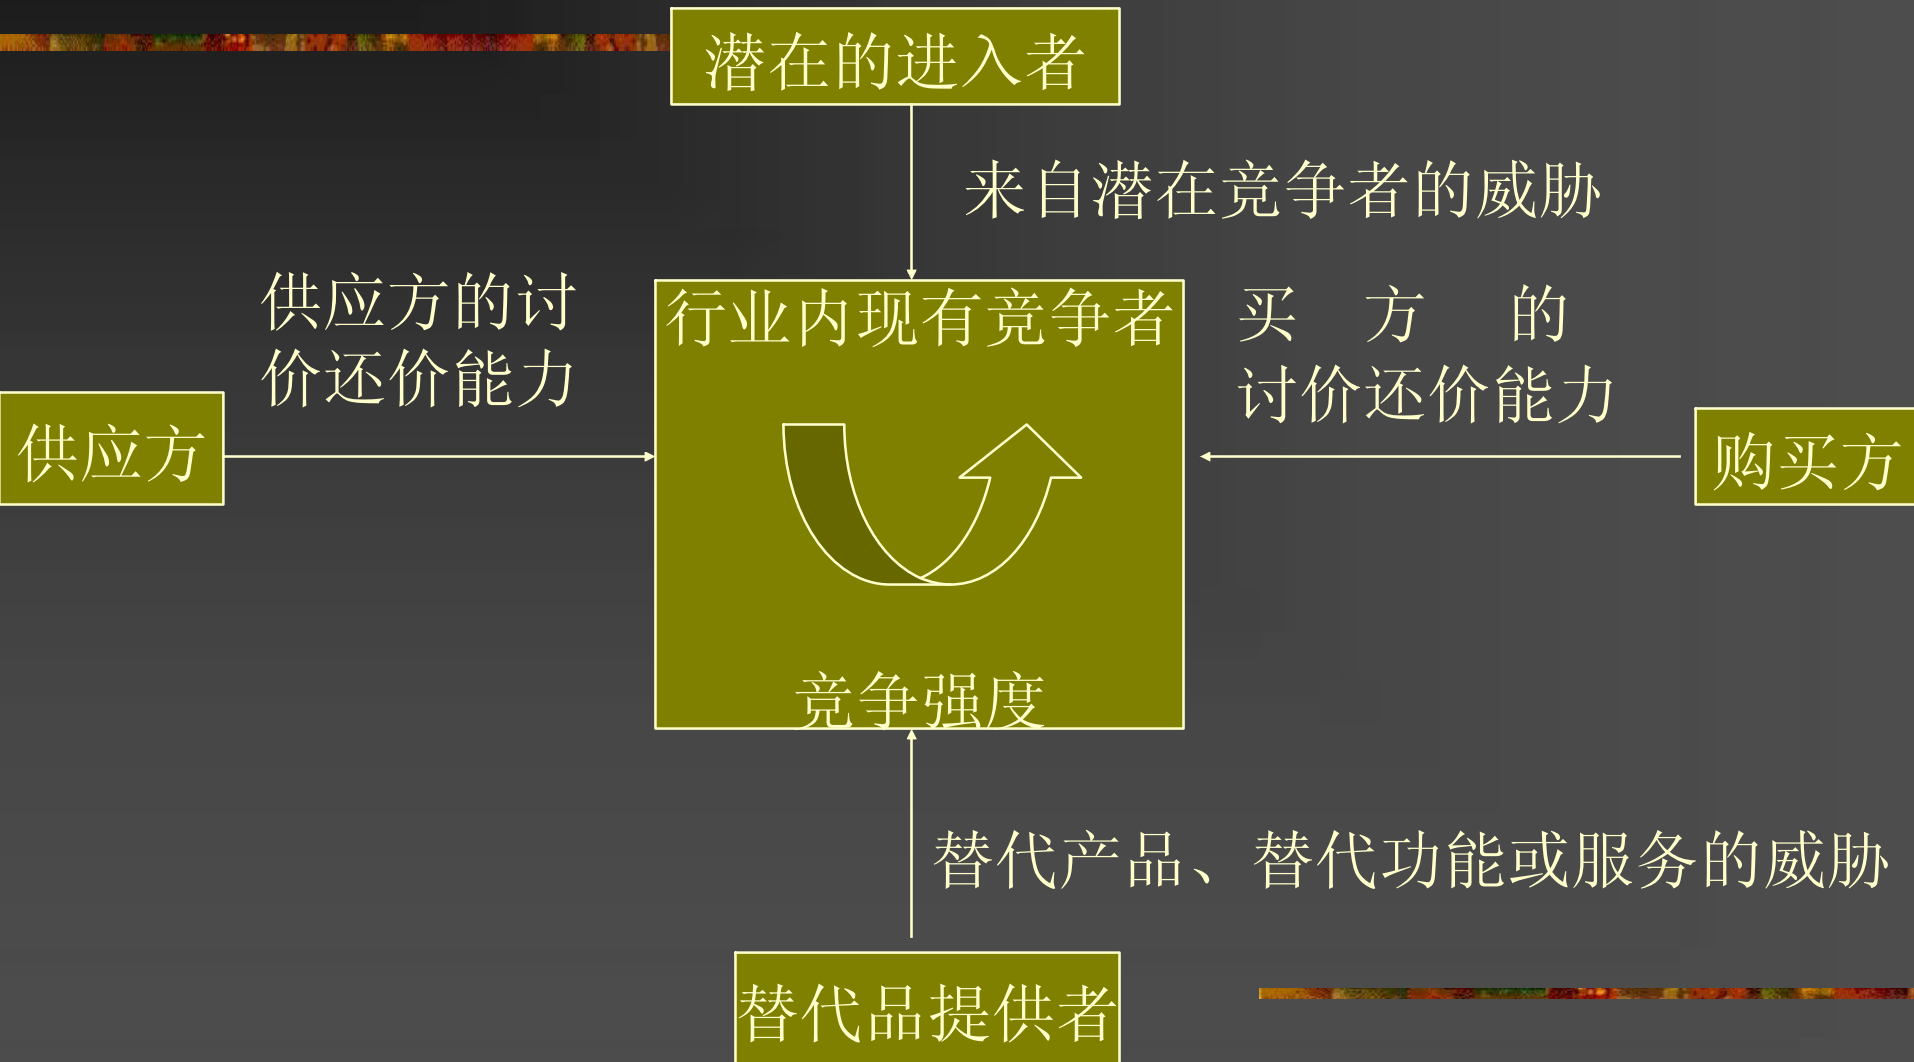 潜在的进入者
来自潜在竞争者的威胁
供应方的讨
价还价能力
行业内现有竞争者
买 方 的
讨价还价能力
供应方
购买方
竞争强度
替代产品、替代功能或服务的威胁
替代品提供者